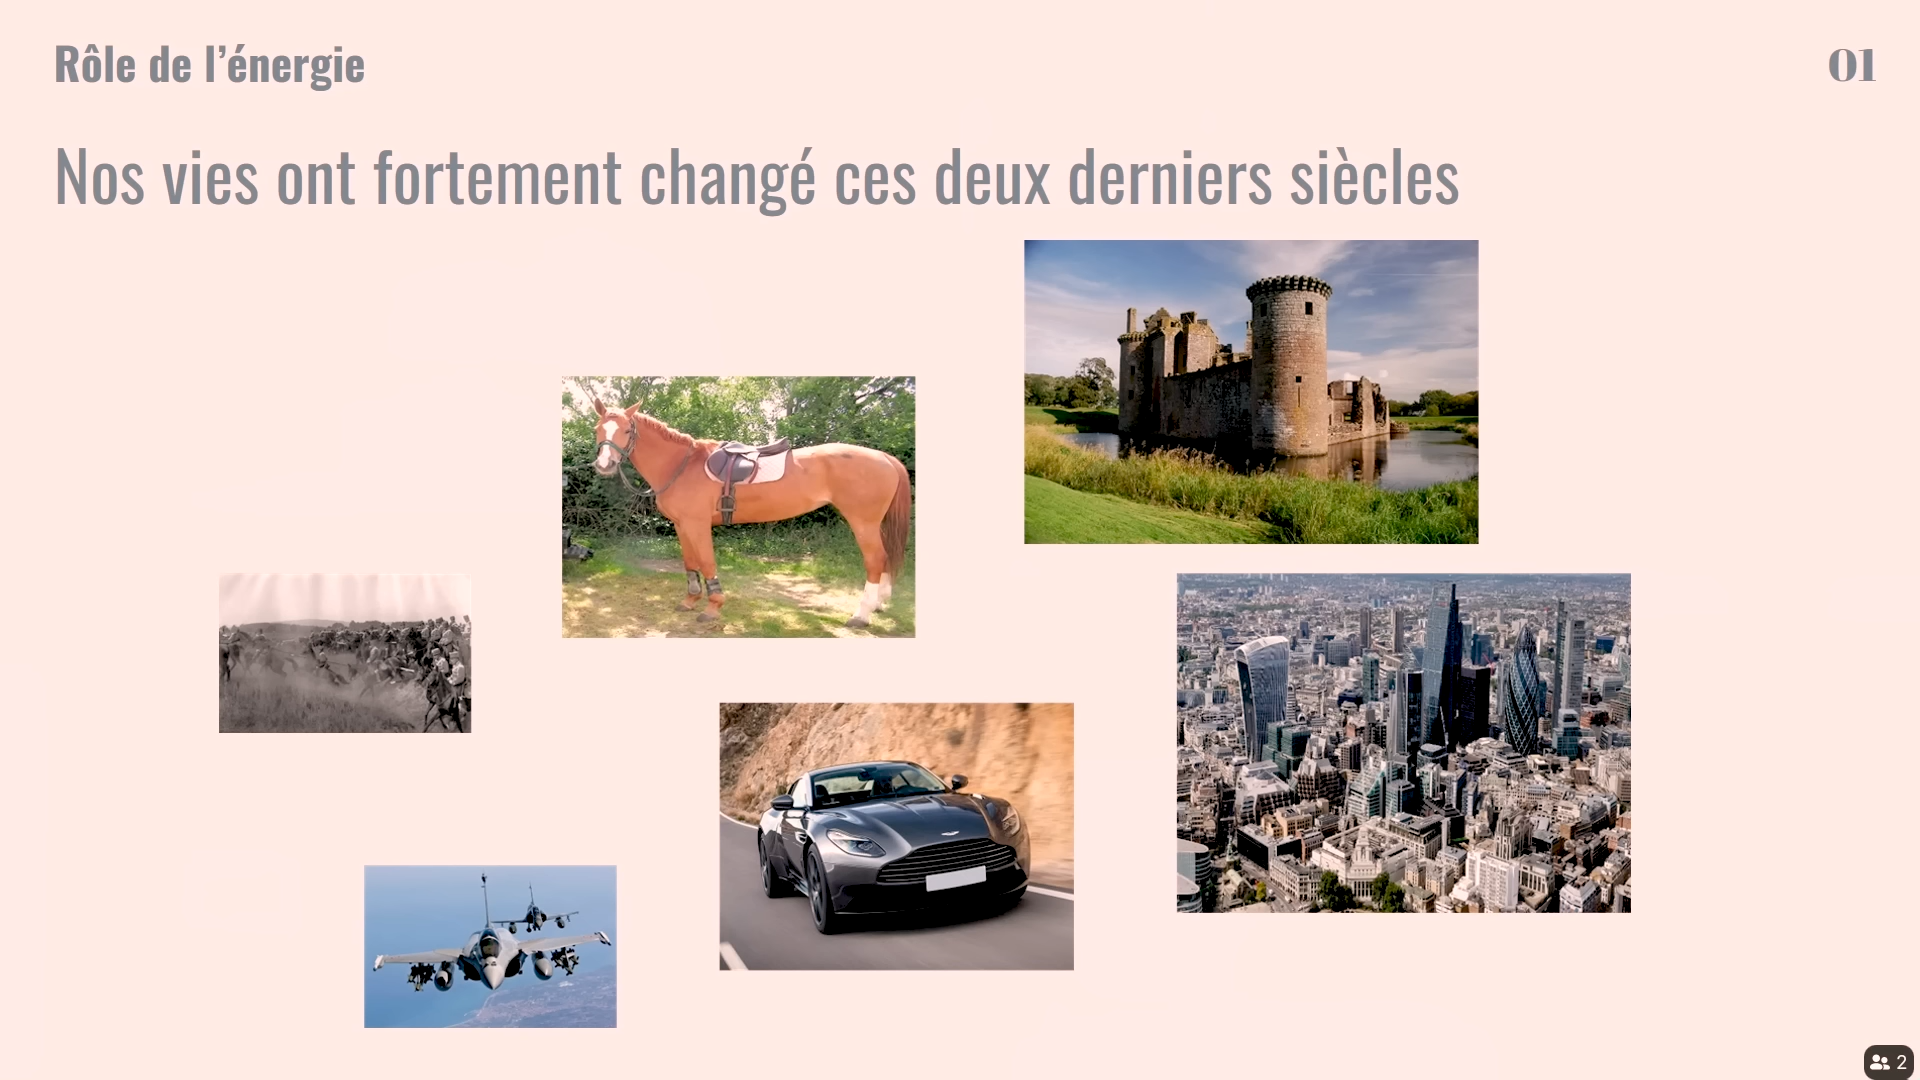 Rôle de l’énergie
01
Nos vies ont fortement changé ces deux derniers siècles
2